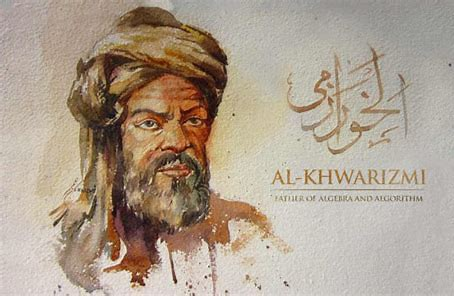 الخوارزمي
AL-KHWARIZMI
FATHER OF ALGEBRA AND ALGORITHM